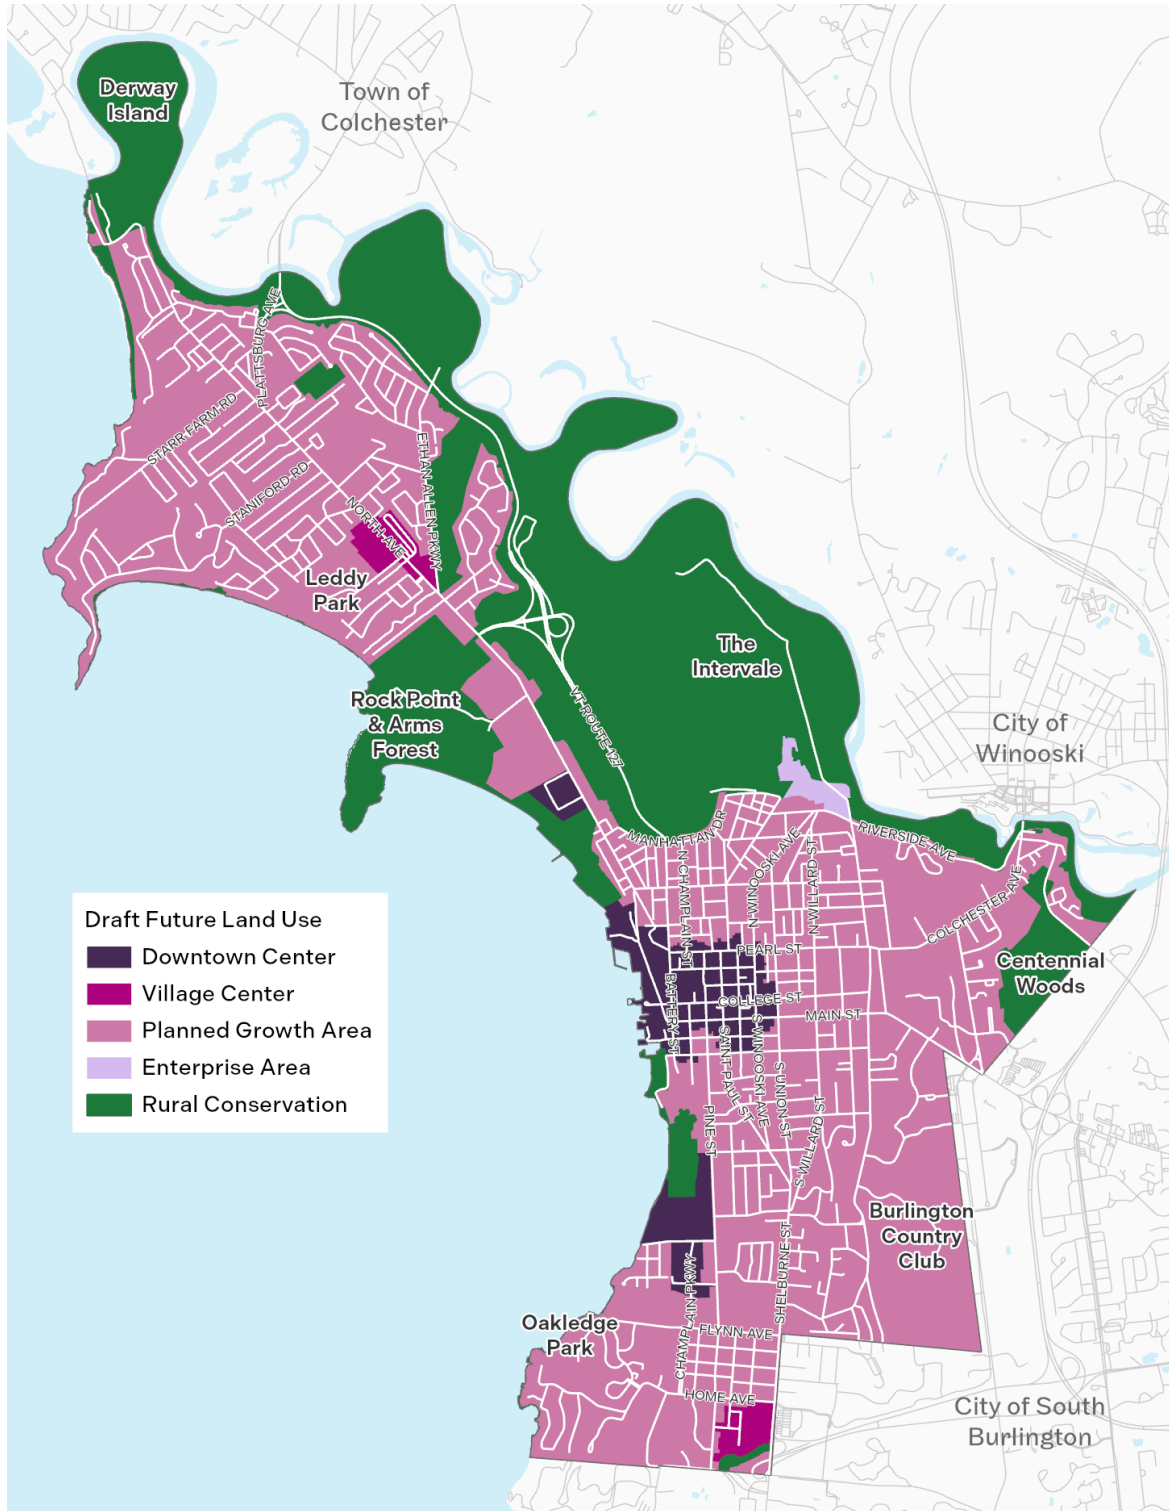 Derway
Island
Town of
Colchester
PLATTSBURG AVE
STARR FARM RD
STANIFORD RD
ETHAN ALLEN PKWY
NORTH AVE
Leddy
Park
The
Intervale
Rock Point
& Arms
Forest
VT ROUTE 127
City of
Winooski
MANHATTAN DR
RIVERSIDE AVE
N CHAMPLAIN ST
N WINOOSKI AVE
N WILLARD ST
COLCHESTER AVE
PEARL ST
Centennial
Woods
BATTERY ST
COLLEGE ST
MAIN ST
SAINT PAUL ST
S WINOOSKI AVE
S UNION ST
PINE ST
S WILLARD ST
Draft Future Land Use
Downtown Center
Village Center
Planned Growth Area
Enterprise Area
Rural Conservation
Burlington
Country
Club
SHELBURNE ST
CHAMPLAIN PKWY
Oakledge
Park
FLYNN AVE
HOME AVE
City of South
Burlington